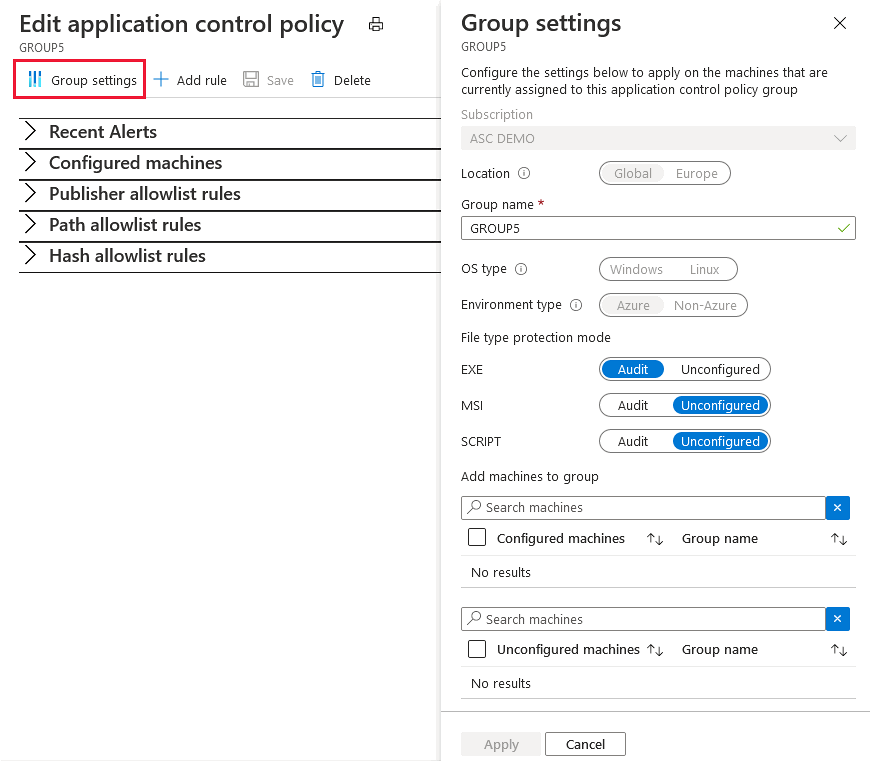 Edit application control policy
GROUP5
Group settings
Add rule
Save
Delete
Recent Alerts
Configured machines
Publisher allowlist rules
Path allowlist rules
Hash allowlist rules
Group settings
GROUP5
Configure the settings below to apply on the machines that are
currently assigned to this application control policy group
Subscription
ASC DEMO
Location Global Europe
Group name *
GROUP5
OS type Windows Linux
Environment type Azure Non-Azure
File type protection mode
EXE Audit Unconfigured
MSI Audit Unconfigured
SCRIPT Audit Unconfigured
Add machines to group
Search machines
Configured machines Group name
No results
Search machines
Unconfigured machines Group name
No results
Apply Cancel